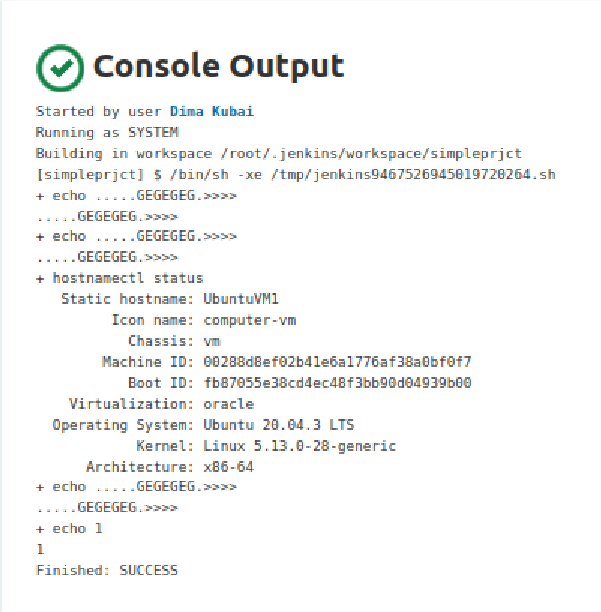 Console Output
Started by user Dima Kubai
Running as SYSTEM
Building in workspace /root/.jenkins/workspace/simpleprjct
[simpleprjct] $ /bin/sh -xe /tmp/jenkins9467526945019720264.sh
+ echo .....GEGEGEG.>>>>
.....GEGEGEG.>>>>
+ echo .....GEGEGEG.>>>>
.....GEGEGEG.>>>>
+ hostnamectl status
Static hostname: UbuntuVM1
Icon name: computer-vm
Chassis: vm
Machine ID: 00288d8ef02b41e6a1776af38a0bf0f7
Boot ID: fb87055e38cd4ec48f3bb90d04939b00
Virtualization: oracle
Operating System: Ubuntu 20.04.3 LTS
Kernel: Linux 5.13.0-28-generic
Architecture: x86-64
+ echo .....GEGEGEG.>>>>
.....GEGEGEG.>>>>
+ echo 1
1
Finished: SUCCESS